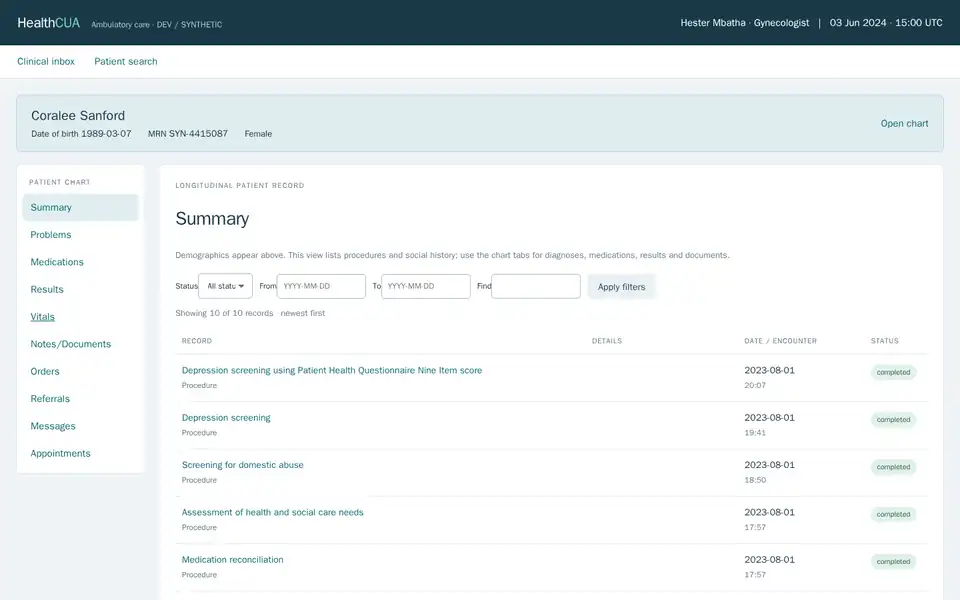 HealthCUA Ambulatory care · DEV / SYNTHETIC Hester Mbatha · Gynecologist | 03 Jun 2024 · 15:00 UTC
Clinical inbox Patient search
Coralee Sanford
Date of birth 1989-03-07 MRN SYN-4415087 Female
Open chart
PATIENT CHART
Summary
Problems
Medications
Results
Vitals
Notes/Documents
Orders
Referrals
Messages
Appointments
LONGITUDINAL PATIENT RECORD
Summary
Demographics appear above. This view lists procedures and social history; use the chart tabs for diagnoses, medications, results and documents.
Status All statu From YYYY-MM-DD To YYYY-MM-DD Find Apply filters
Showing 10 of 10 records · newest first
RECORD DETAILS DATE / ENCOUNTER STATUS
Depression screening using Patient Health Questionnaire Nine Item score 2023-08-01 completed
Procedure 20:07
Depression screening 2023-08-01 completed
Procedure 19:41
Screening for domestic abuse 2023-08-01 completed
Procedure 18:50
Assessment of health and social care needs 2023-08-01 completed
Procedure 17:57
Medication reconciliation 2023-08-01 completed
Procedure 17:57